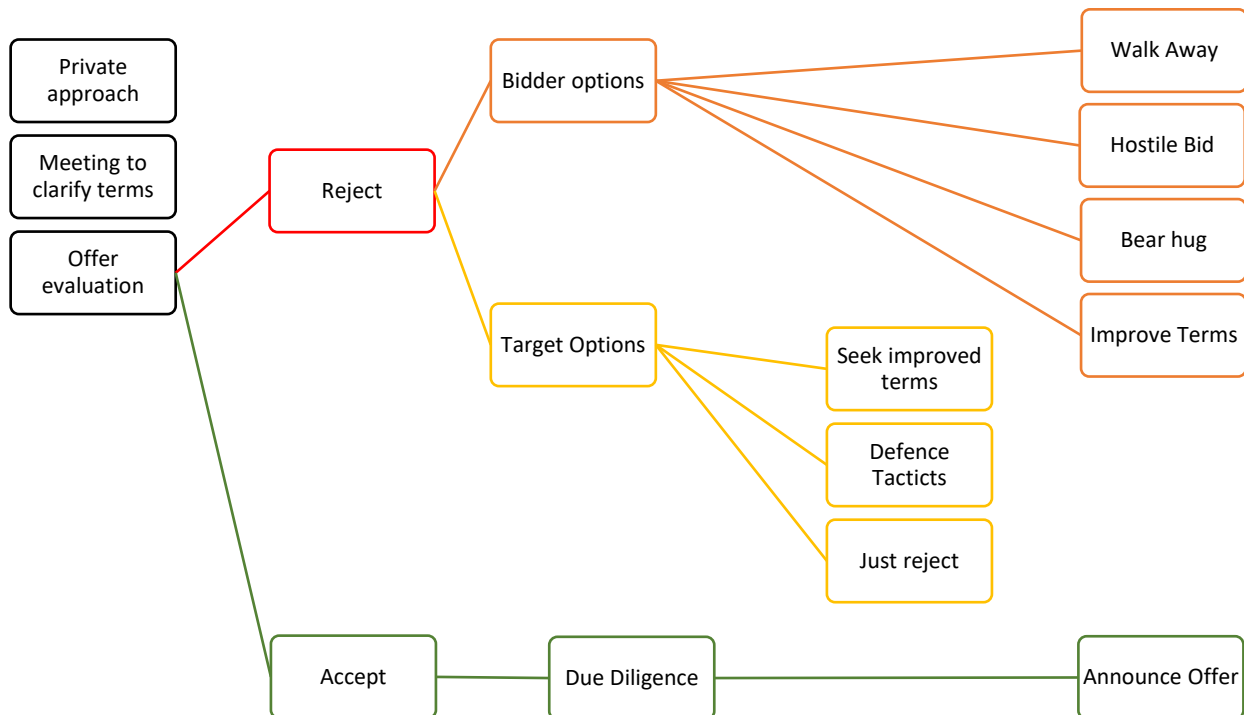 Private
approach
Meeting to
clarify terms
Offer
evaluation
Reject
Bidder options
Walk Away
Hostile Bid
Bear hug
Improve Terms
Target Options
Seek improved
terms
Defence
Tacticts
Just reject
Accept
Due Diligence
Announce Offer